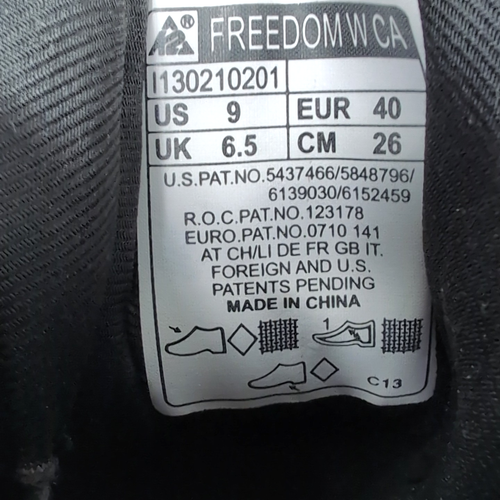 ® FREEDOM W CA
I130210201
US 9 EUR 40
UK 6.5 CM 26
U.S.PAT.NO.5437466/5848796/
6139030/6152459
R.O.C.PAT.NO.123178
EURO.PAT.NO.0710 141
AT CH/LI DE FR GB IT.
FOREIGN AND U.S.
PATENTS PENDING
MADE IN CHINA
1
C13